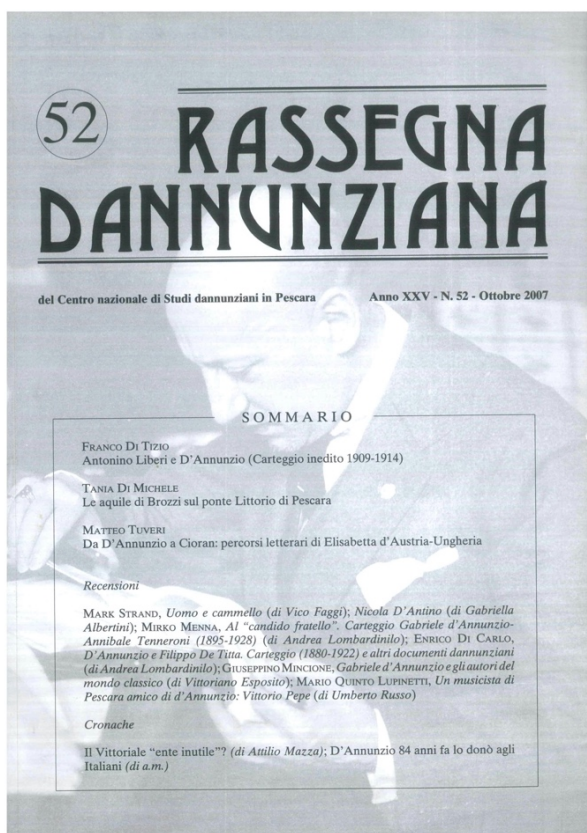 52
RASSEGNA
DANNUNZIANA
del Centro nazionale di Studi dannunziani in Pescara Anno XXV - N. 52 - Ottobre 2007
SOMMARIO
FRANCO DI TIZIO
Antonino Liberi e D'Annunzio (Carteggio inedito 1909-1914)
TANIA DI MICHELE
Le aquile di Brozzi sul ponte Littorio di Pescara
MATTEO TUVERI
Da D'Annunzio a Cioran: percorsi letterari di Elisabetta d'Austria-Ungheria
Recensioni
MARK STRAND, Uomo e cammello (di Vico Faggi); Nicola D'Antino (di Gabriella
Albertini); MIRKO MENNA, Al "candido fratello". Carteggio Gabriele d'Annunzio-
Annibale Tenneroni (1895-1928) (di Andrea Lombardinilo); ENRICO DI CARLO,
D'Annunzio e Filippo De Titta. Carteggio (1880-1922) e altri documenti dannunziani
(di Andrea Lombardinilo); GIUSEPPINO MINCIONE, Gabriele d'Annunzio e gli autori del
mondo classico (di Vittoriano Esposito); MARIO QUINTO LUPINETTI, Un musicista di
Pescara amico di d'Annunzio: Vittorio Pepe (di Umberto Russo)
Cronache
Il Vittoriale "ente inutile"? (di Attilio Mazza); D'Annunzio 84 anni fa lo donò agli
Italiani (di a.m.)